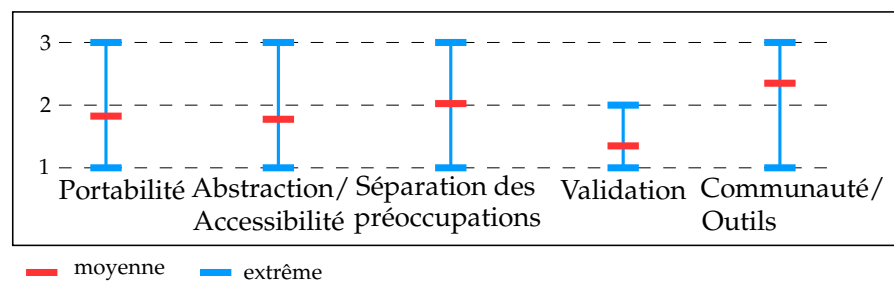 3
2
1
Portabilité
Abstraction/
Accessibilité
Séparation des
préoccupations
Validation
Communauté/
Outils
moyenne
extrême